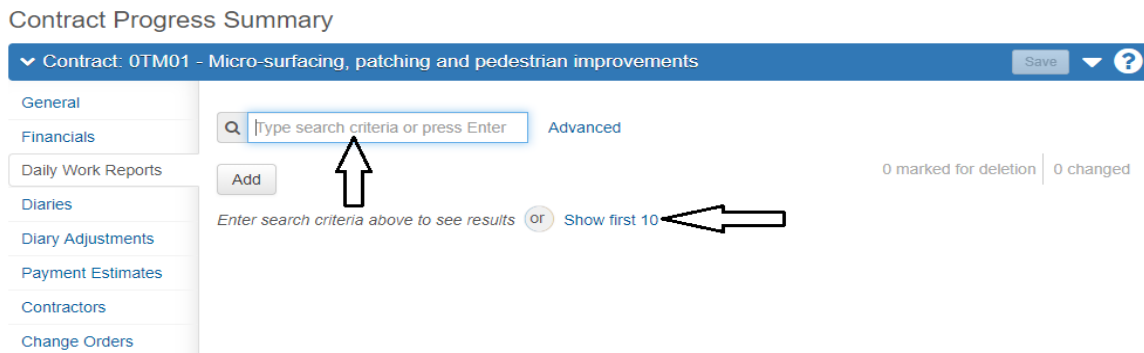 Contract Progress Summary
Contract: 0TM01 - Micro-surfacing, patching and pedestrian improvements
Save
?
General
Financials
Daily Work Reports
Diaries
Diary Adjustments
Payment Estimates
Contractors
Change Orders
Type search criteria or press Enter
Advanced
Add
0 marked for deletion
0 changed
Enter search criteria above to see results or Show first 10